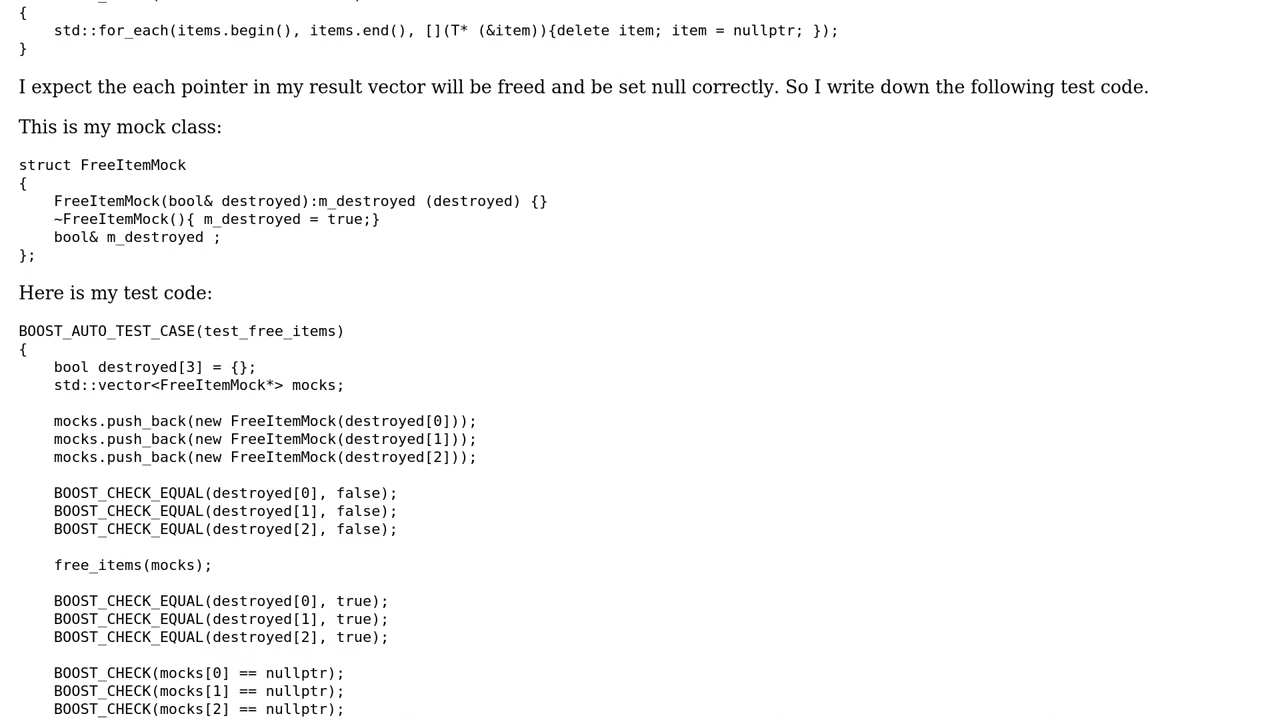 {
    std::for_each(items.begin(), items.end(), [](T* (&item)){delete item; item = nullptr; });
}
I expect the each pointer in my result vector will be freed and be set null correctly. So I write down the following test code.
This is my mock class:
struct FreeItemMock
{
    FreeItemMock(bool& destroyed):m_destroyed (destroyed) {}
    ~FreeItemMock(){ m_destroyed = true;}
    bool& m_destroyed ;
};
Here is my test code:
BOOST_AUTO_TEST_CASE(test_free_items)
{
    bool destroyed[3] = {};
    std::vector<FreeItemMock*> mocks;
    mocks.push_back(new FreeItemMock(destroyed[0]));
    mocks.push_back(new FreeItemMock(destroyed[1]));
    mocks.push_back(new FreeItemMock(destroyed[2]));
    BOOST_CHECK_EQUAL(destroyed[0], false);
    BOOST_CHECK_EQUAL(destroyed[1], false);
    BOOST_CHECK_EQUAL(destroyed[2], false);
    free_items(mocks);
    BOOST_CHECK_EQUAL(destroyed[0], true);
    BOOST_CHECK_EQUAL(destroyed[1], true);
    BOOST_CHECK_EQUAL(destroyed[2], true);
    BOOST_CHECK(mocks[0] == nullptr);
    BOOST_CHECK(mocks[1] == nullptr);
    BOOST_CHECK(mocks[2] == nullptr);